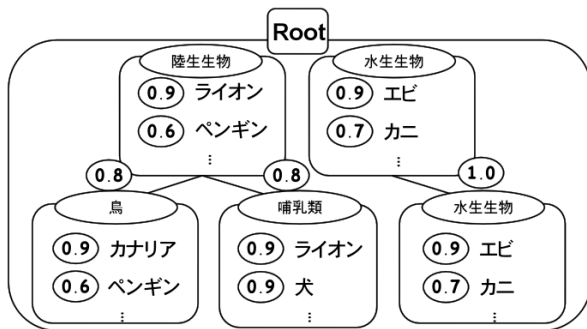 Root
陸生生物
0.9 ライオン
0.6 ペンギン
⋮
水生生物
0.9 エビ
0.7 カニ
⋮
0.8
0.8
1.0
鳥
0.9 カナリア
0.6 ペンギン
⋮
哺乳類
0.9 ライオン
0.9 犬
⋮
水生生物
0.9 エビ
0.7 カニ
⋮